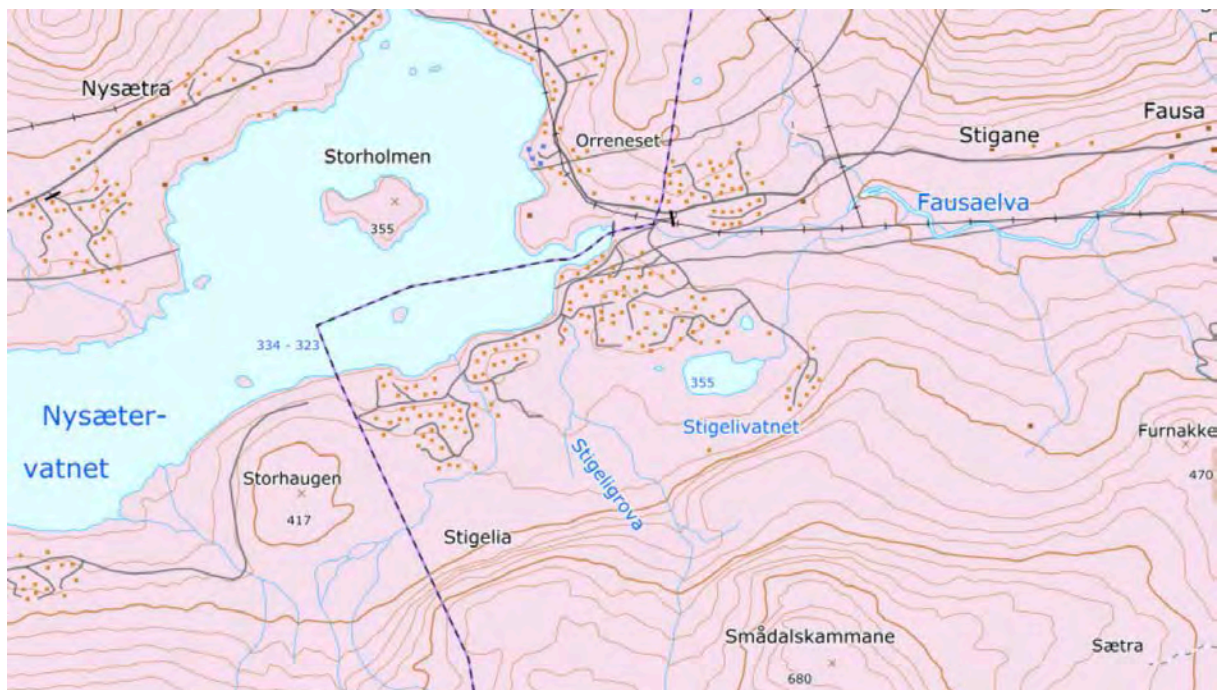 Nysætra
Storholmen
355
Orreneset
Stigane
Fausa
Fausaelva
334 - 323
Nysæter-
vatnet
355
Stigelivatnet
Furnakke
470
Storhaugen
417
Stigeligrova
Stigelia
Smådalskammane
680
Sætra